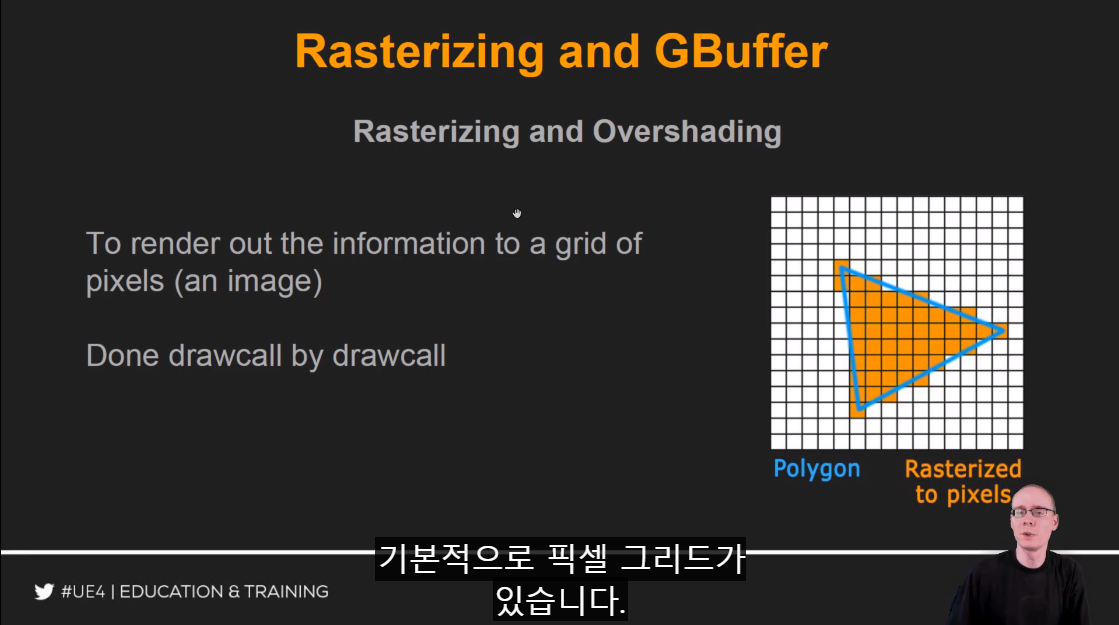 Rasterizing and GBuffer
Rasterizing and Overshading
To render out the information to a grid of
pixels (an image)
Done drawcall by drawcall
Polygon
Rasterized
to pixels
기본적으로 픽셀 그리드가
있습니다.
#UE4 | EDUCATION & TRAINING